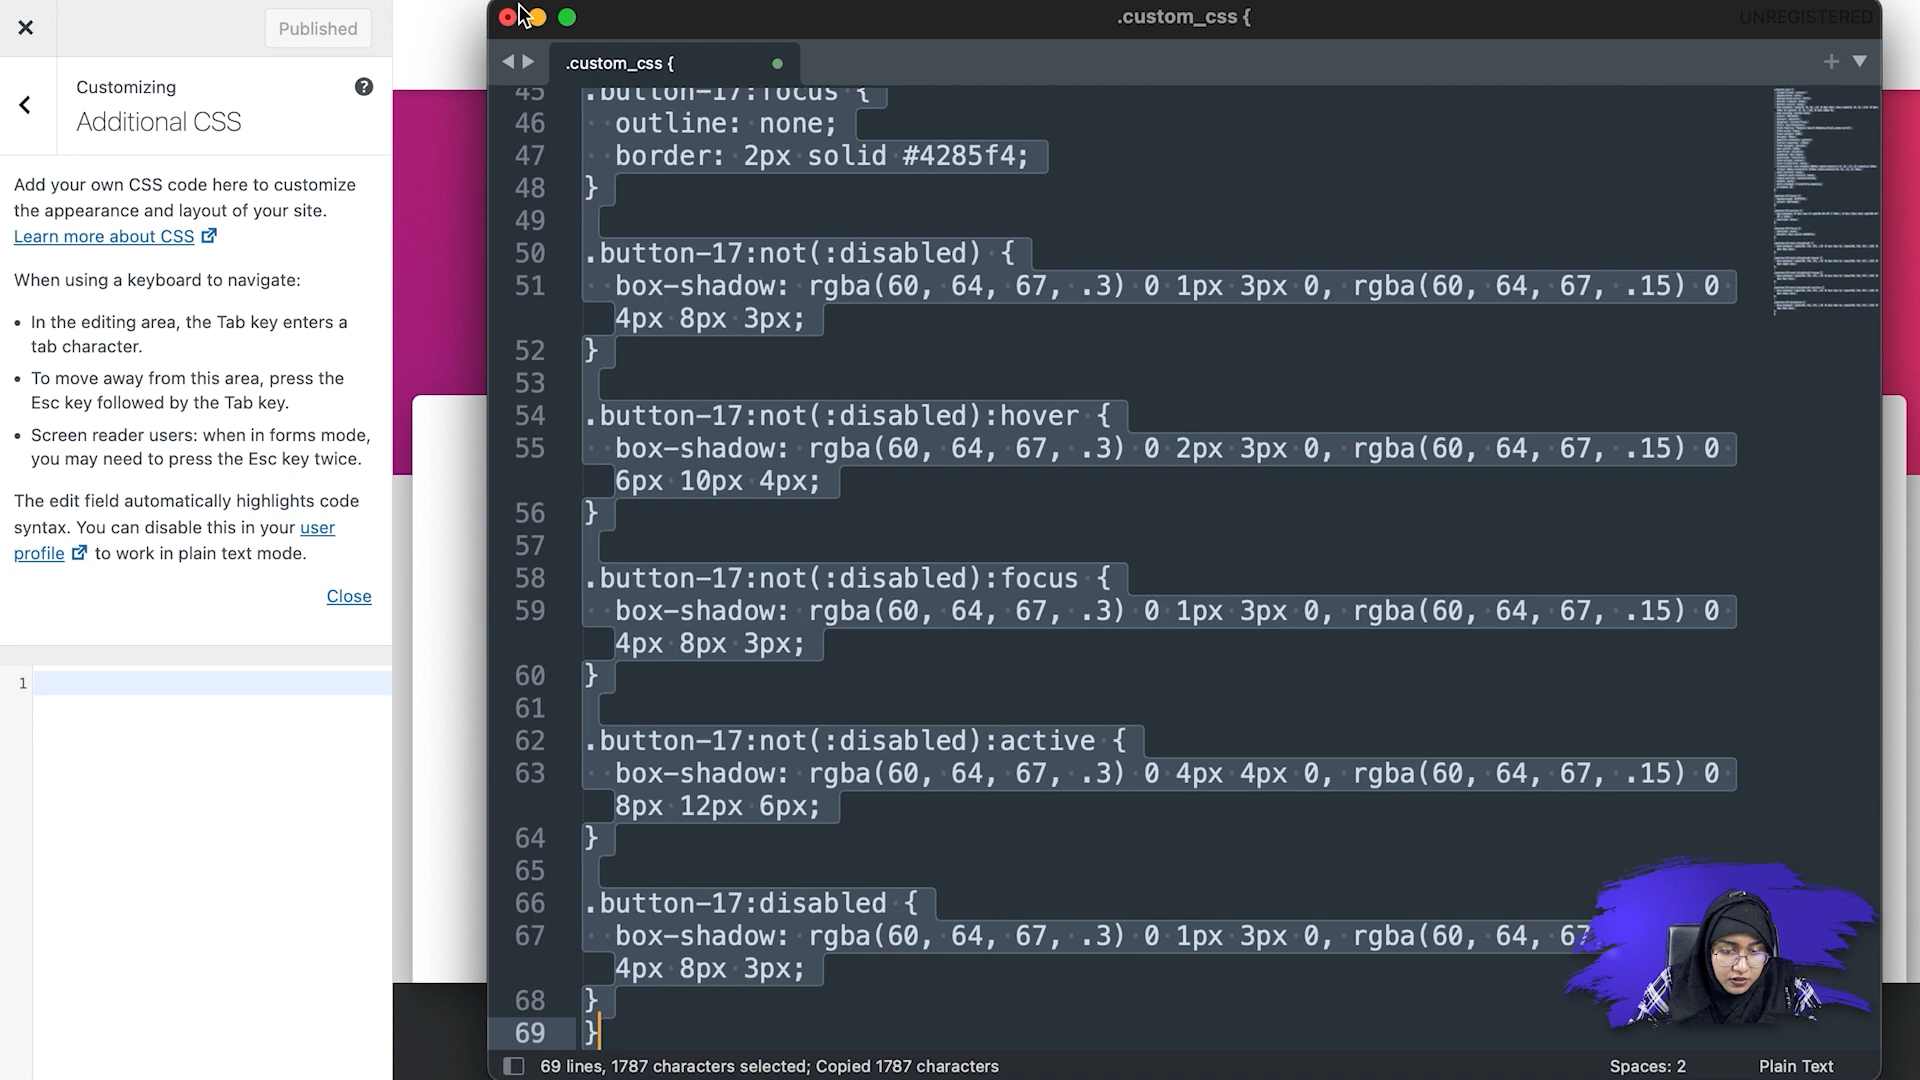 Published
Customizing
Additional CSS
Add your own CSS code here to customize
the appearance and layout of your site.
Learn more about CSS
When using a keyboard to navigate:
• In the editing area, the Tab key enters a
tab character.
• To move away from this area, press the
Esc key followed by the Tab key.
• Screen reader users: when in forms mode,
you may need to press the Esc key twice.
The edit field automatically highlights code
syntax. You can disable this in your user
profile to work in plain text mode.
Close
1
.custom_css {
UNREGISTERED
.custom_css {
45 .button-17:focus {
46 outline: none;
47 border: 2px solid #4285f4;
48 }
49
50 .button-17:not(:disabled) {
51 box-shadow: rgba(60, 64, 67, .3) 0 1px 3px 0, rgba(60, 64, 67, .15) 0
4px 8px 3px;
52 }
53
54 .button-17:not(:disabled):hover {
55 box-shadow: rgba(60, 64, 67, .3) 0 2px 3px 0, rgba(60, 64, 67, .15) 0
6px 10px 4px;
56 }
57
58 .button-17:not(:disabled):focus {
59 box-shadow: rgba(60, 64, 67, .3) 0 1px 3px 0, rgba(60, 64, 67, .15) 0
4px 8px 3px;
60 }
61
62 .button-17:not(:disabled):active {
63 box-shadow: rgba(60, 64, 67, .3) 0 4px 4px 0, rgba(60, 64, 67, .15) 0
8px 12px 6px;
64 }
65
66 .button-17:disabled {
67 box-shadow: rgba(60, 64, 67, .3) 0 1px 3px 0, rgba(60, 64, 67
4px 8px 3px;
68 }
69 }
69 lines, 1787 characters selected; Copied 1787 characters
Spaces: 2
Plain Text